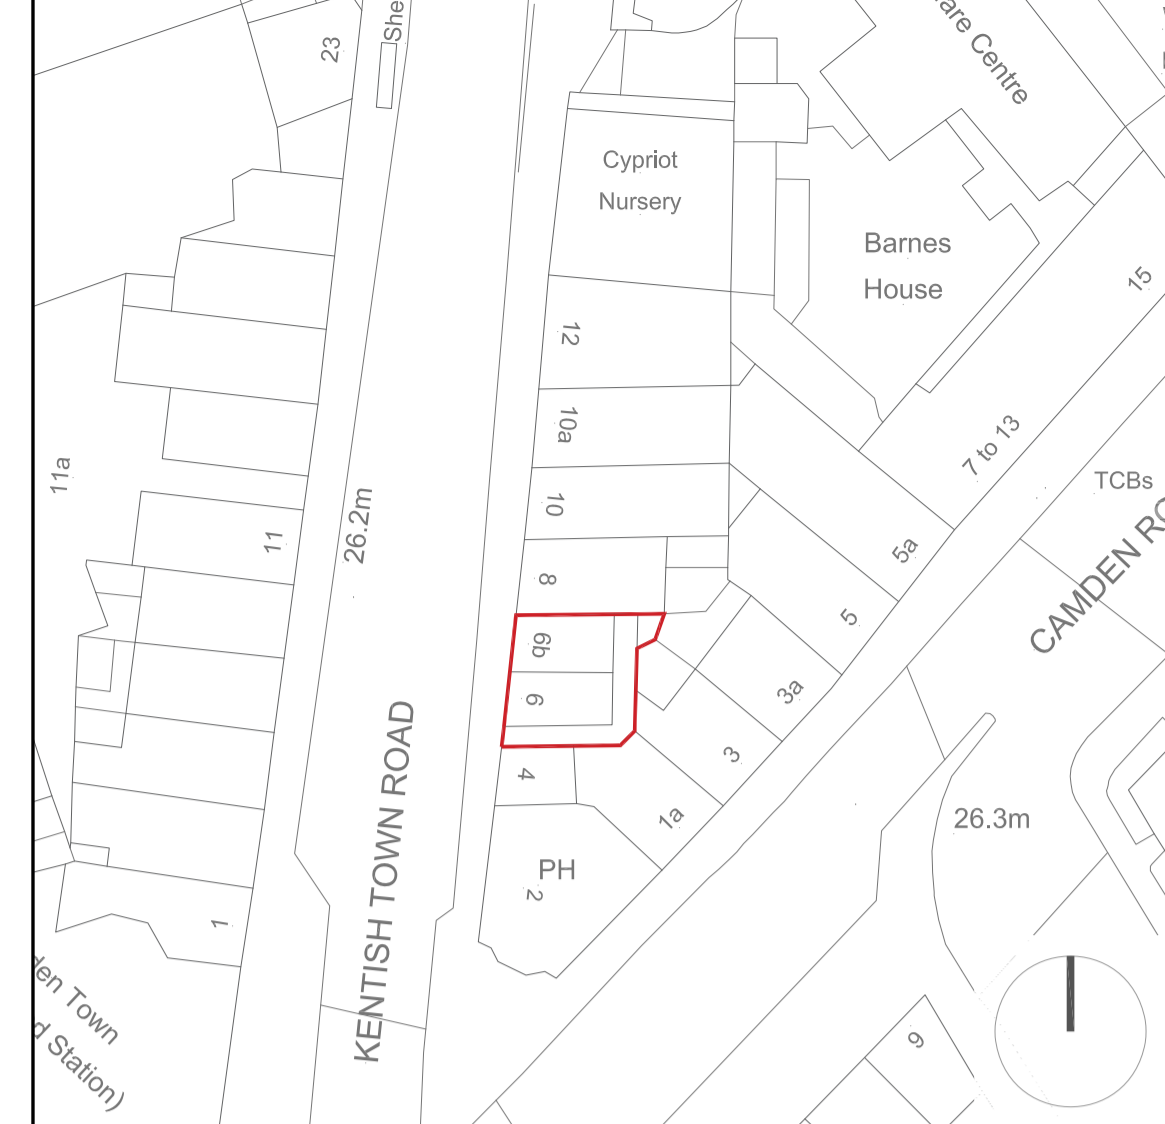 23
She
are Centre
Cypriot
Nursery
Barnes
House
15
12
10a
7 to 13
TCBs
11a
26.2m
10
11
5a
CAMDEN RO
8
5
6b
6
3a
KENTISH TOWN ROAD
3
4
1a
26.3m
PH
2
1
den Town
d Station)
9